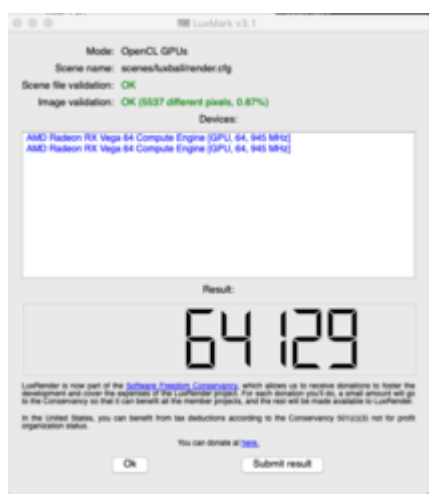 LuxMark v3.1
Mode: OpenCL GPUs
Scene name: scenes/luxball/render.cfg
Scene file validation: OK
Image validation: OK (5537 different pixels, 0.87%)
Devices:
AMD Radeon RX Vega 64 Compute Engine [GPU, 64, 945 MHz]
AMD Radeon RX Vega 64 Compute Engine [GPU, 64, 945 MHz]
Result:
64129
LuxRender is now part of the Software Freedom Conservancy, which allows us to receive donations to foster the
development and cover the expenses of the LuxRender project. For each donation you'll do, a small amount will go
to the Conservancy so that it can benefit all the member projects, and the rest will be made available to LuxRender.
In the United States, you can benefit from tax deductions according to the Conservancy 501(c)(3) not for profit
organization status.
You can donate at here.
Ok
Submit result